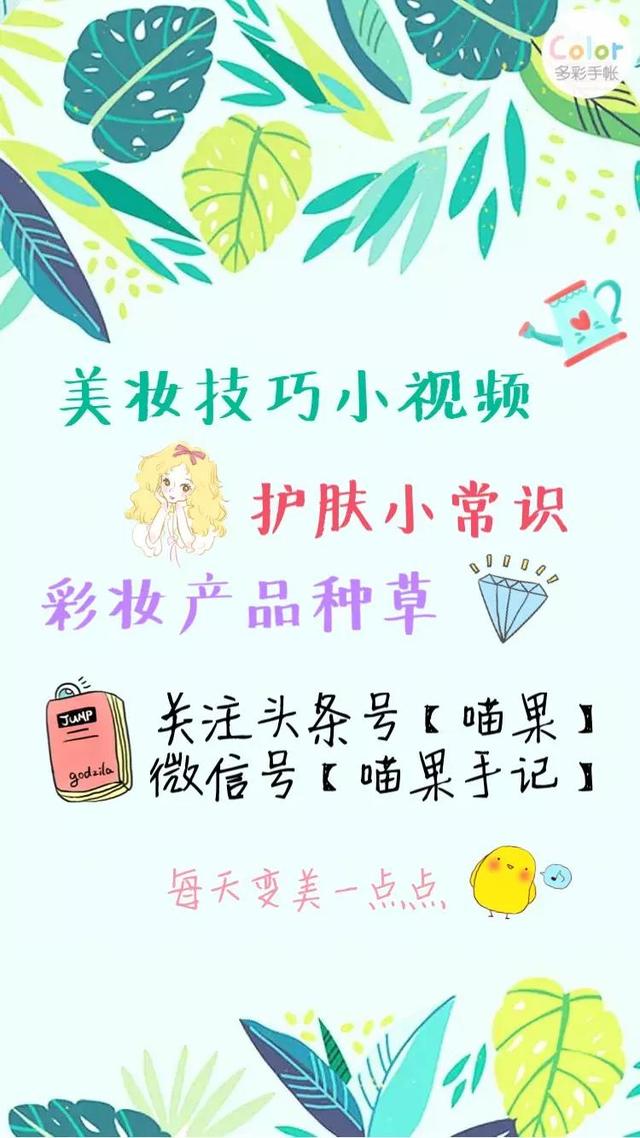 Color
多彩手帐
美妆技巧小视频
护肤小常识
彩妆产品种草
JUMP
godzila
关注头条号【喵果】
微信号【喵果手记】
每天变美一点点